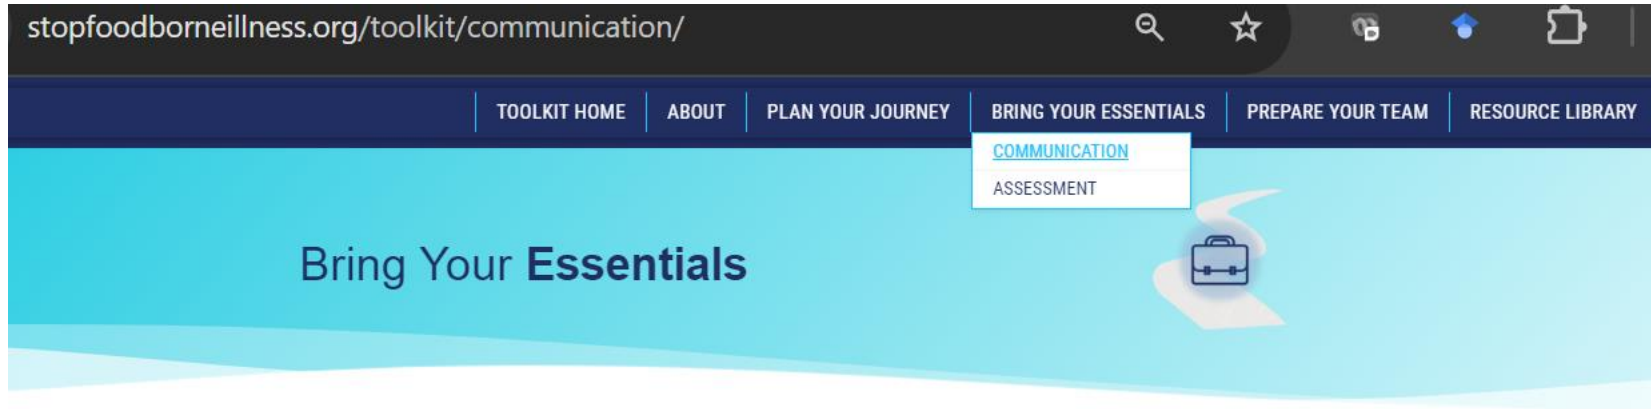 stopfoodborneillness.org/toolkit/communication/
TOOLKIT HOME ABOUT PLAN YOUR JOURNEY BRING YOUR ESSENTIALS PREPARE YOUR TEAM RESOURCE LIBRARY
COMMUNICATION
ASSESSMENT
Bring Your Essentials